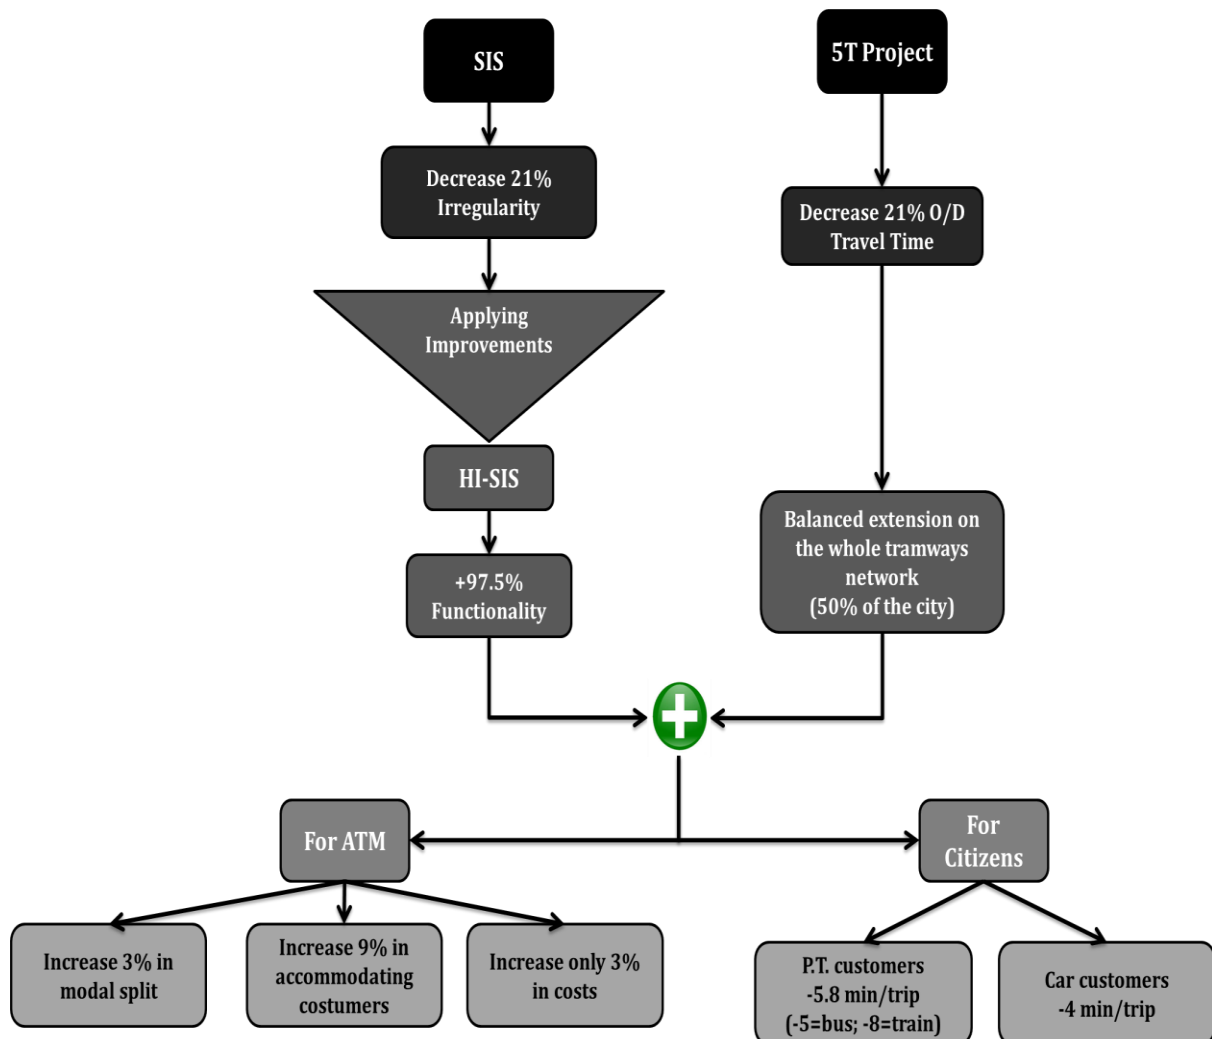 SIS
5T Project
Decrease 21%
Irregularity
Decrease 21% O/D
Travel Time
Applying
Improvements
HI-SIS
+97.5%
Functionality
Balanced extension on
the whole tramways
network
(50% of the city)
For ATM
For
Citizens
Increase 3% in
modal split
Increase 9% in
accommodating
costumers
Increase only 3%
in costs
P.T. customers
-5.8 min/trip
(-5=bus; -8=train)
Car customers
-4 min/trip